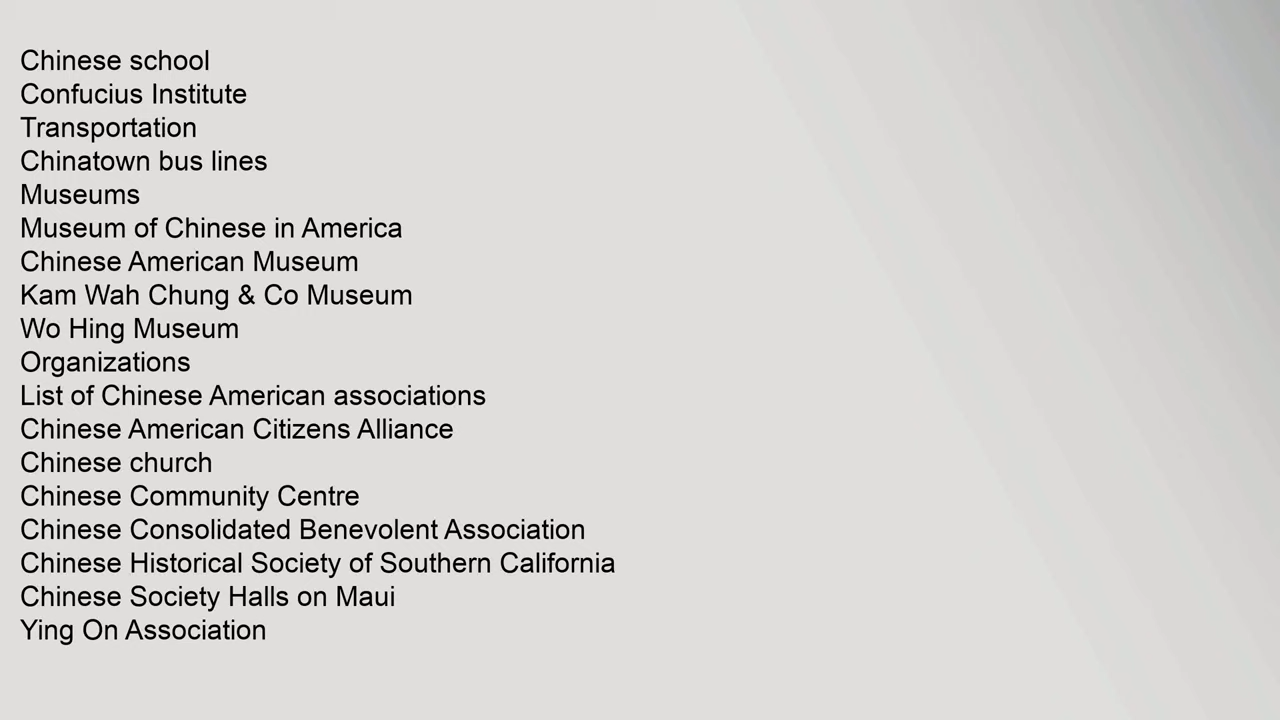 Chinese school
Confucius Institute
Transportation
Chinatown bus lines
Museums
Museum of Chinese in America
Chinese American Museum
Kam Wah Chung & Co Museum
Wo Hing Museum
Organizations
List of Chinese American associations
Chinese American Citizens Alliance
Chinese church
Chinese Community Centre
Chinese Consolidated Benevolent Association
Chinese Historical Society of Southern California
Chinese Society Halls on Maui
Ying On Association